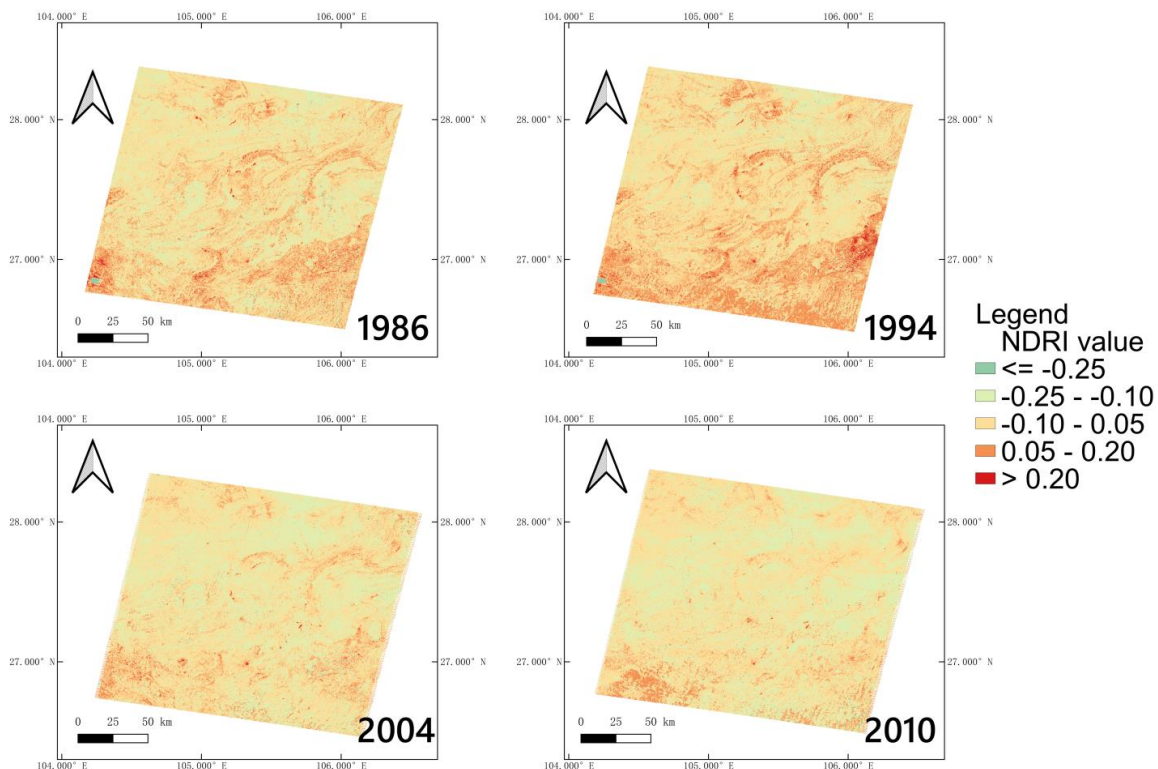 104.000° E 105.000° E 106.000° E
104.000° E 105.000° E 106.000° E
28.000° N 28.000° N
28.000° N 28.000° N
27.000° N 27.000° N
27.000° N 27.000° N
0 25 50 km
1986
0 25 50 km
1994
104.000° E 105.000° E 106.000° E
104.000° E 105.000° E 106.000° E
Legend
NDRI value
<= -0.25
-0.25 - -0.10
-0.10 - 0.05
0.05 - 0.20
> 0.20
104.000° E 105.000° E 106.000° E
104.000° E 105.000° E 106.000° E
28.000° N 28.000° N
28.000° N 28.000° N
27.000° N 27.000° N
27.000° N 27.000° N
0 25 50 km
2004
0 25 50 km
2010
104.000° E 105.000° E 106.000° E
104.000° E 105.000° E 106.000° E